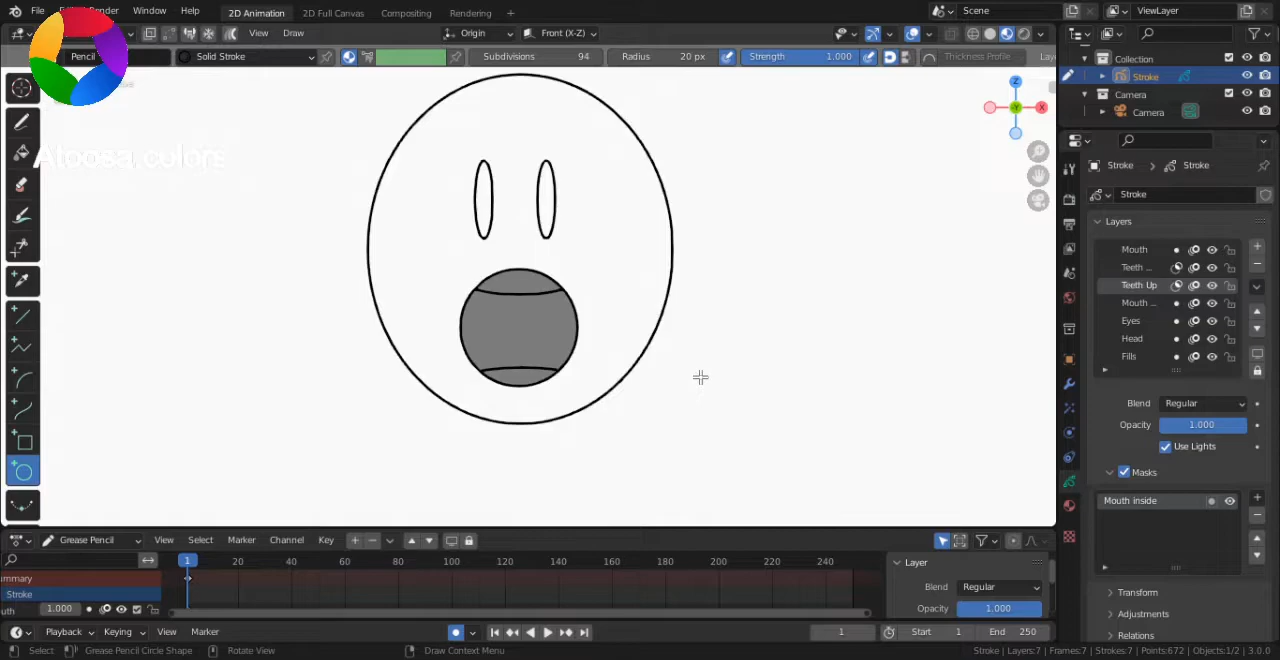 File Window Help 2D Animation 2D Full Canvas Compositing Rendering + Scene ViewLayer
View Draw Origin Front (X-Z)
Pencil Solid Stroke Subdivisions 94 Radius 20 px Strength 1.000 Thickness Profile
Collection
Stroke
Camera
Camera
Atoosa.colors
Stroke Stroke
Stroke
Layers
Mouth
Teeth ...
Teeth Up
Mouth ...
Eyes
Head
Fills
Blend Regular
Opacity 1.000
Use Lights
Masks
Mouth inside
Transform
Adjustments
Relations
X
Z
-Y
Grease Pencil View Select Marker Channel Key
1 20 40 60 80 100 120 140 160 180 200 220 240
ummary
Stroke
uth 1.000
Layer
Blend Regular
Opacity 1.000
Playback Keying View Marker 1 Start 1 End 250
Select Grease Pencil Circle Shape Rotate View Draw Context Menu Stroke | Layers:7 | Frames:7 | Strokes:7 | Points:672 | Objects:1/2 | 3.0.0